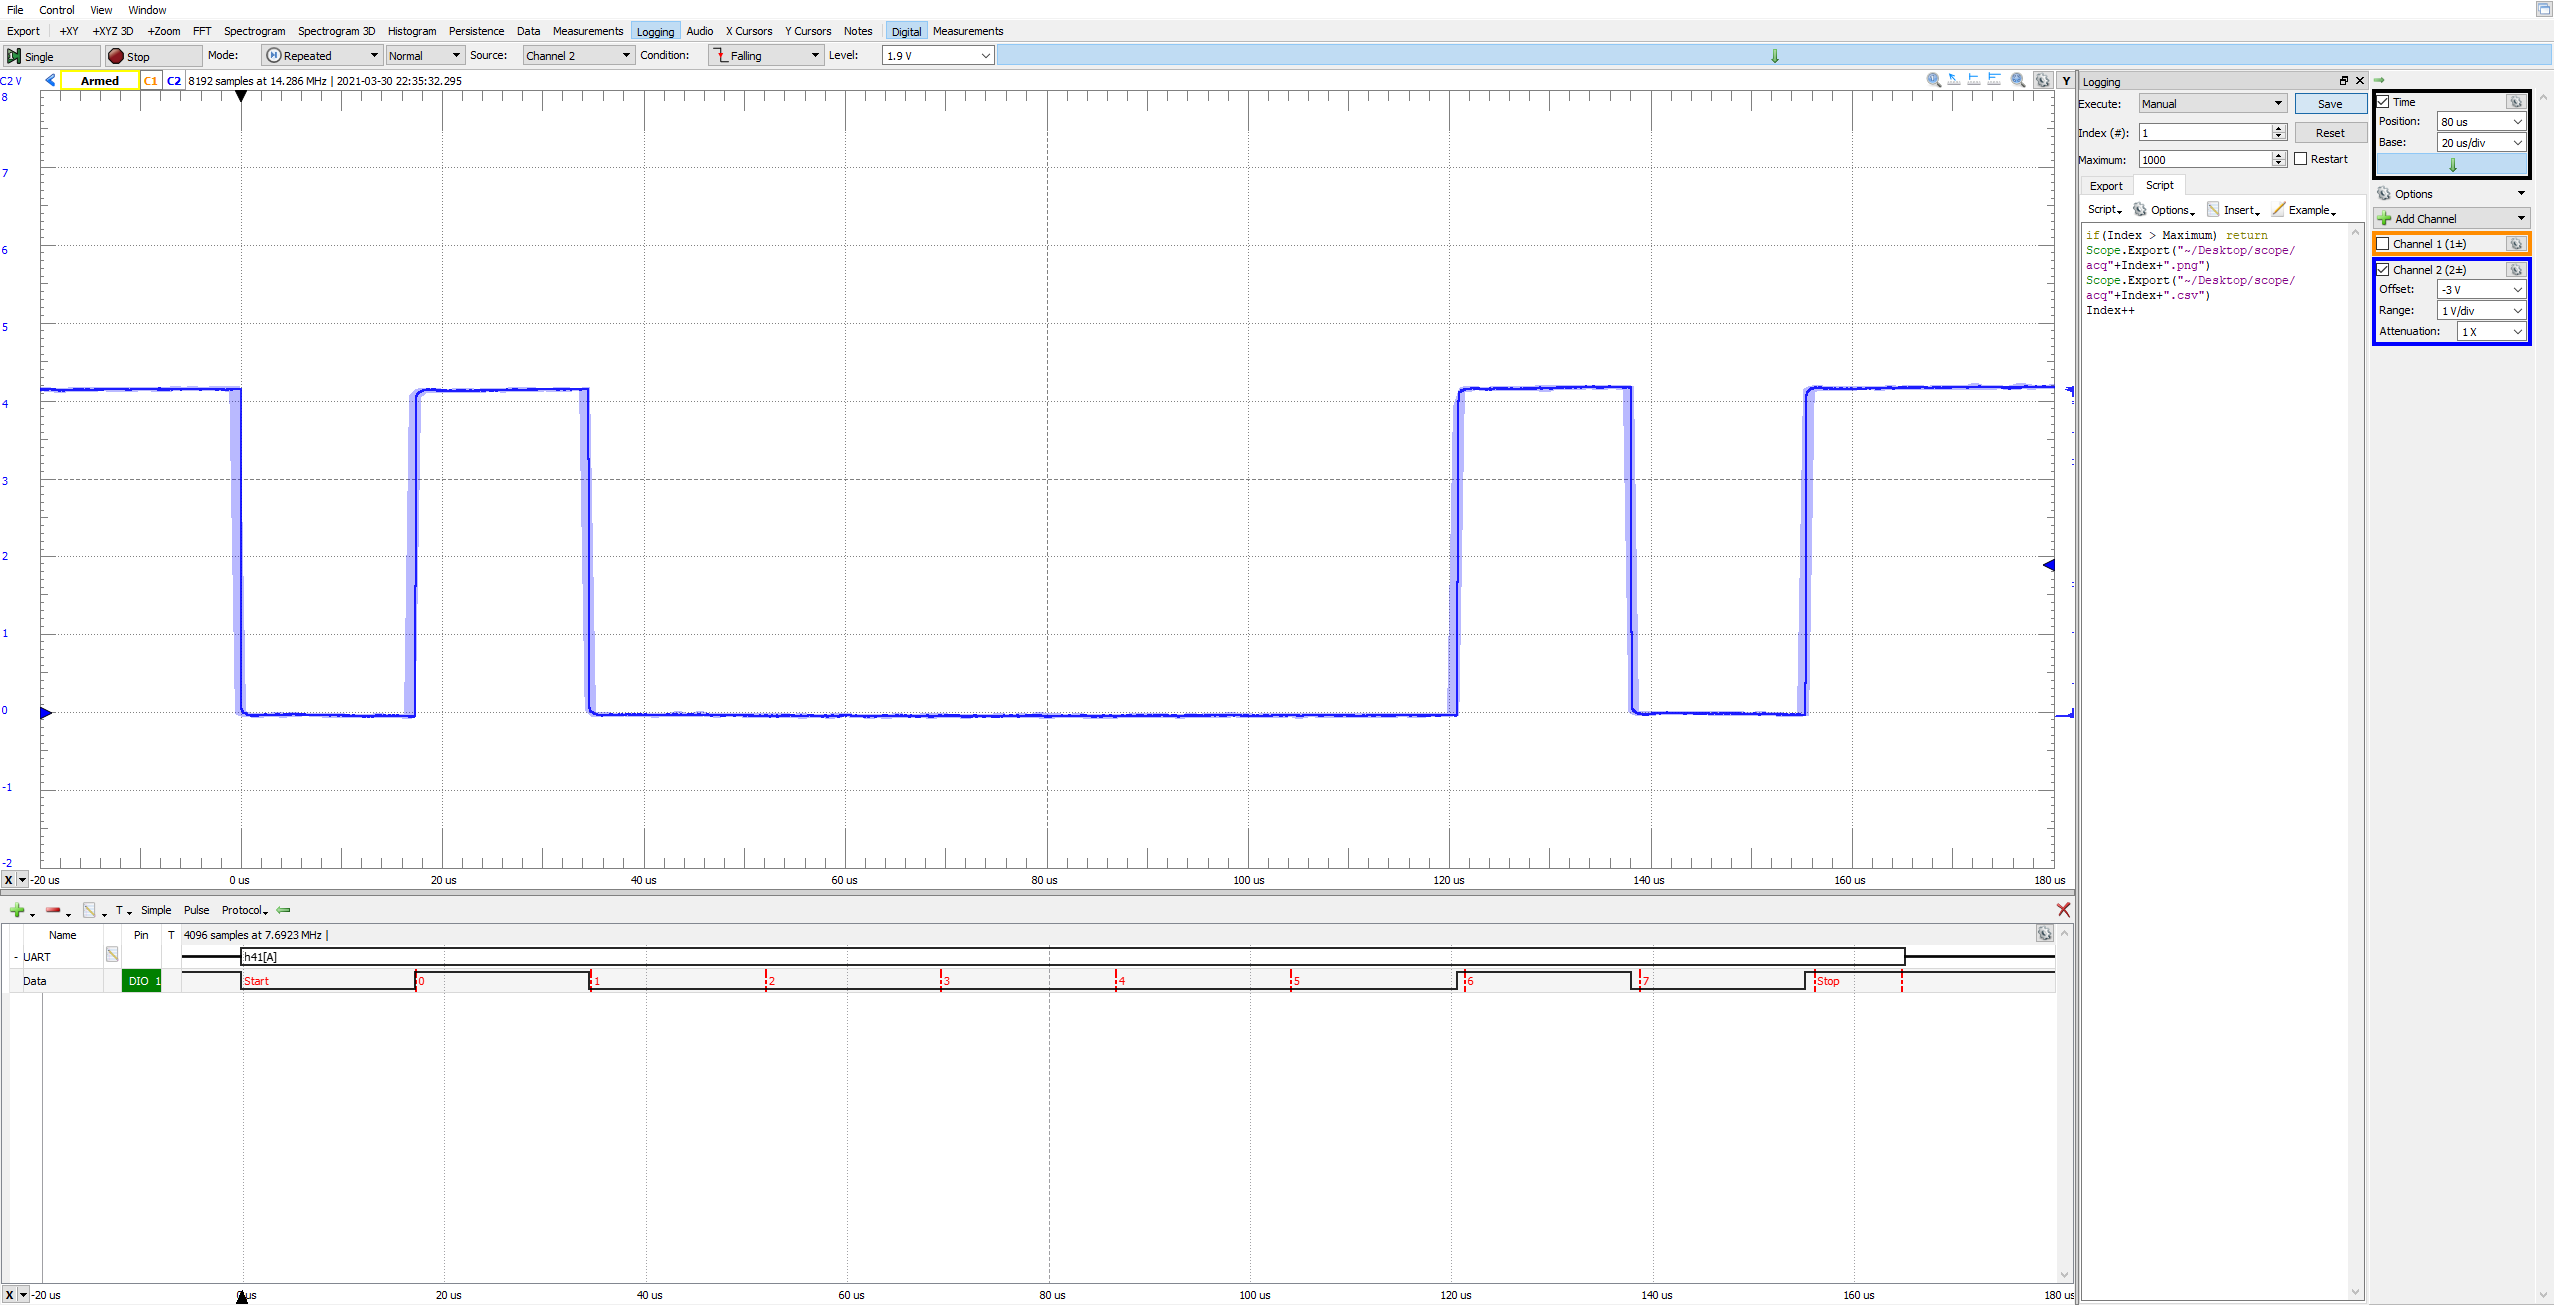 File Control View Window
Export +XY +XYZ 3D +Zoom FFT Spectrogram Spectrogram 3D Histogram Persistence Data Measurements Logging Audio X Cursors Y Cursors Notes Digital Measurements
Single Stop Mode: Repeated Normal Source: Channel 2 Condition: Falling Level: 1.9 V
C2 V Armed C1 C2 8192 samples at 14.286 MHz | 2021-03-30 22:35:32.295 Y
8
7
6
5
4
3
2
1
0
-1
-2
X -20 us 0 us 20 us 40 us 60 us 80 us 100 us 120 us 140 us 160 us 180 us
T Simple Pulse Protocol
Name Pin T 4096 samples at 7.6923 MHz |
- UART h41[A]
Data DIO 1 Start 0 1 2 3 4 5 6 7 Stop
X -20 us 0 us 20 us 40 us 60 us 80 us 100 us 120 us 140 us 160 us 180 us
Logging
Execute: Manual Save
Index (#): 1 Reset
Maximum: 1000 Restart
Export Script
Script Options Insert Example
if(Index > Maximum) return
Scope.Export("~/Desktop/scope/
acq"+Index+".png")
Scope.Export("~/Desktop/scope/
acq"+Index+".csv")
Index++
Time
Position: 80 us
Base: 20 us/div
Options
Add Channel
Channel 1 (1±)
Channel 2 (2±)
Offset: -3 V
Range: 1 V/div
Attenuation: 1 X